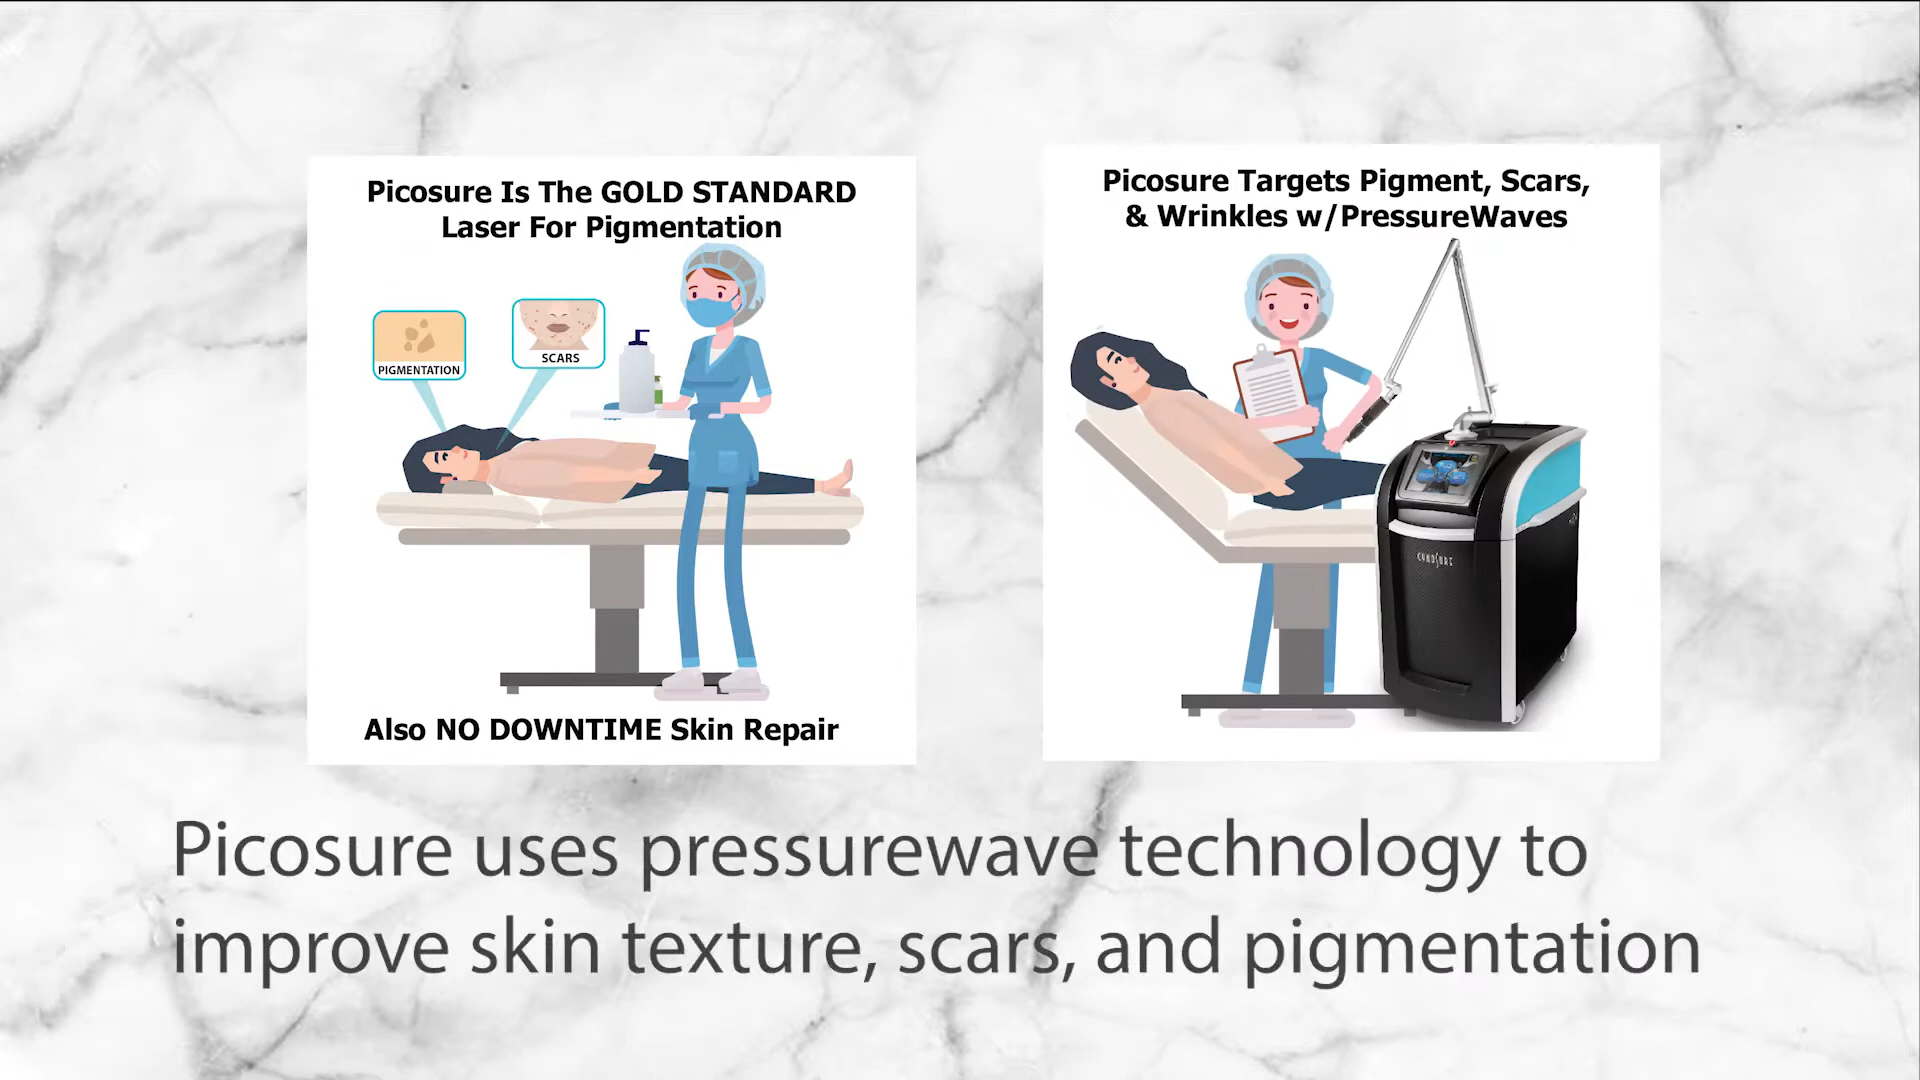 Picosure Is The GOLD STANDARD
Laser For Pigmentation
PIGMENTATION
SCARS
Also NO DOWNTIME Skin Repair
Picosure Targets Pigment, Scars,
& Wrinkles w/PressureWaves
CYNOSURE
Picosure uses pressurewave technology to
improve skin texture, scars, and pigmentation